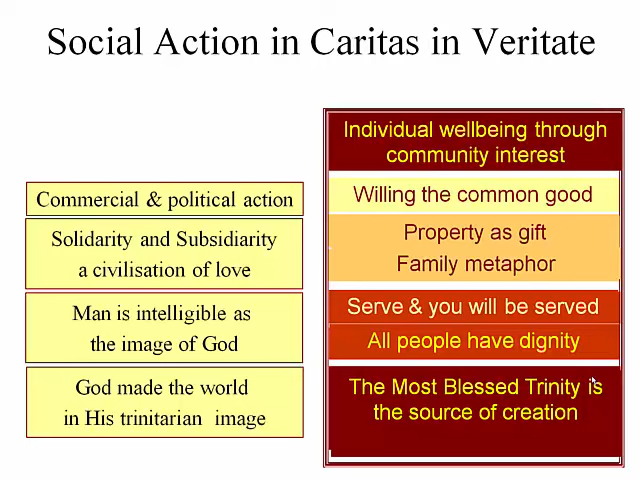 Social Action in Caritas in Veritate
Commercial & political action
Solidarity and Subsidiarity
a civilisation of love
Man is intelligible as
the image of God
God made the world
in His trinitarian image
Individual wellbeing through
community interest
Willing the common good
Property as gift
Family metaphor
Serve & you will be served
All people have dignity
The Most Blessed Trinity is
the source of creation